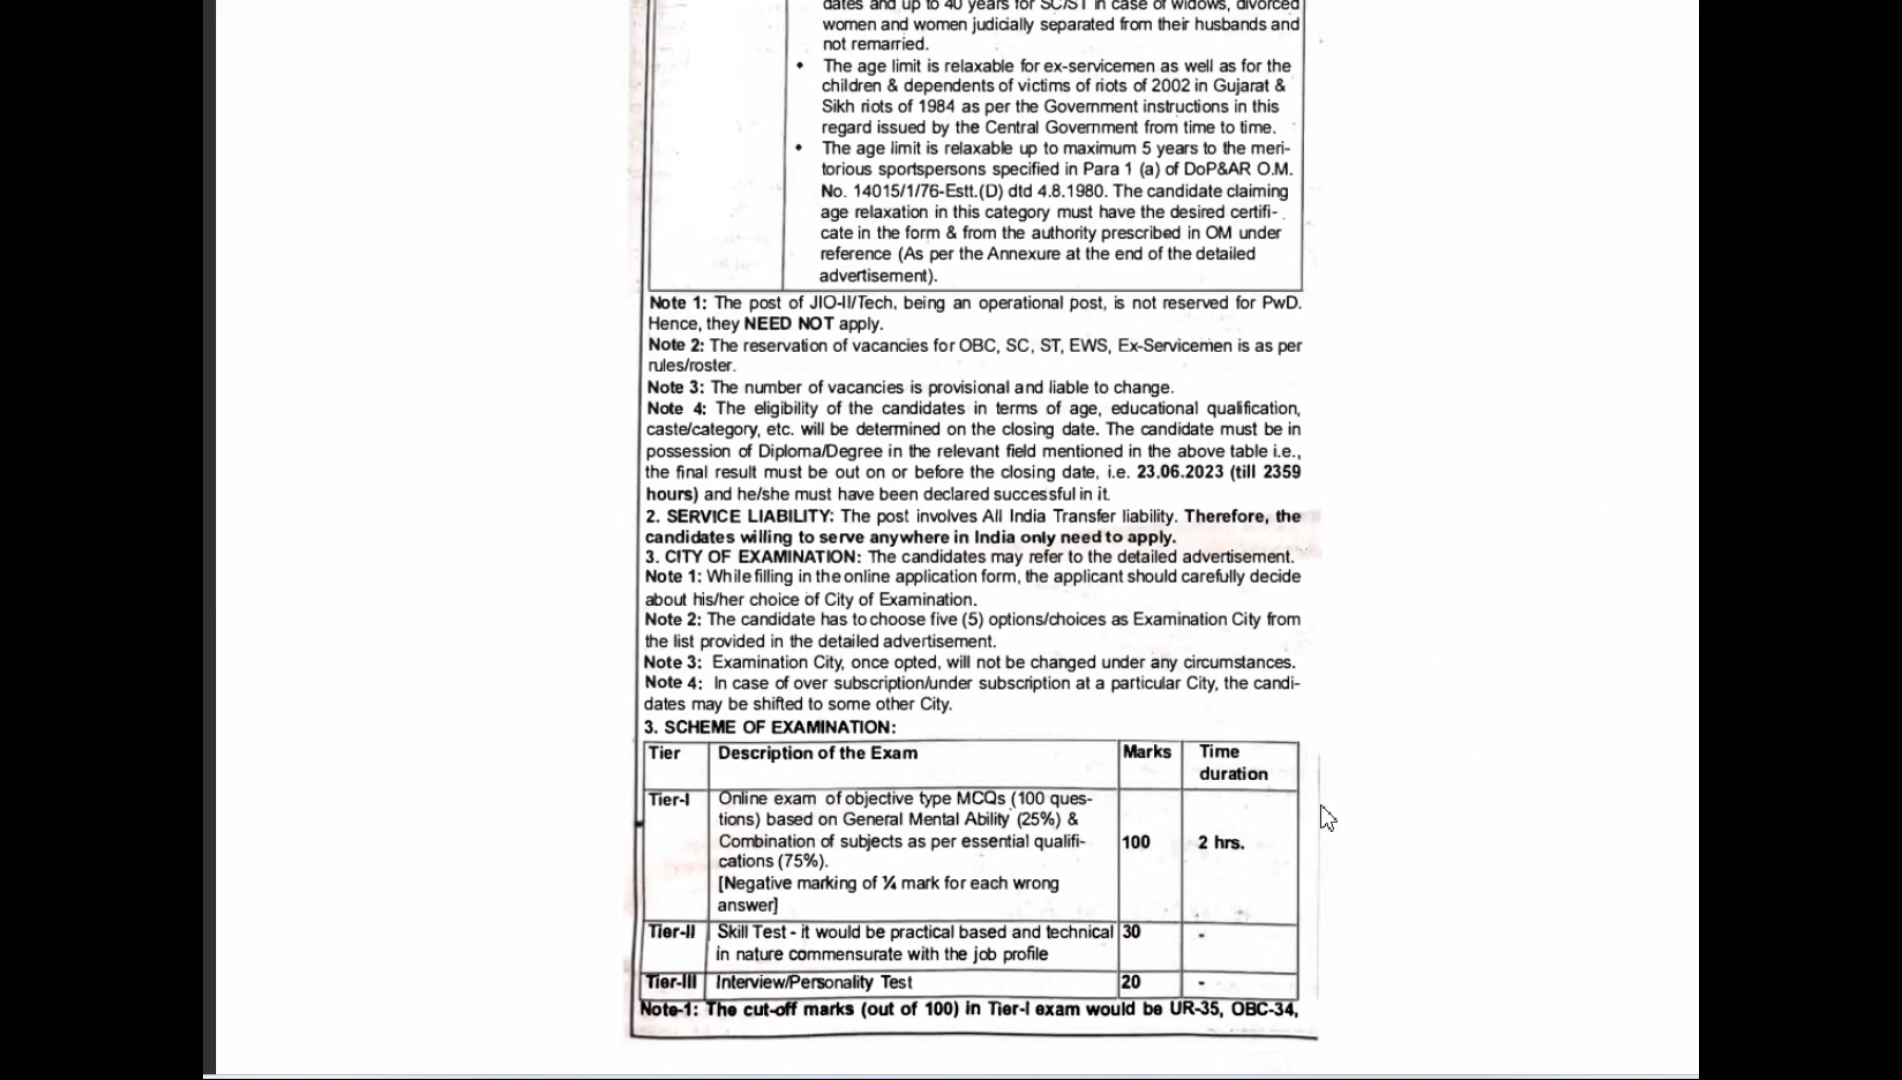 dates and up to 40 years for SC/ST in case of widows, divorced
women and women judicially separated from their husbands and
not remarried.
• The age limit is relaxable for ex-servicemen as well as for the
children & dependents of victims of riots of 2002 in Gujarat &
Sikh riots of 1984 as per the Government instructions in this
regard issued by the Central Government from time to time.
• The age limit is relaxable up to maximum 5 years to the meri-
torious sportspersons specified in Para 1 (a) of DoP&AR O.M.
No. 14015/1/76-Estt.(D) dtd 4.8.1980. The candidate claiming
age relaxation in this category must have the desired certifi-
cate in the form & from the authority prescribed in OM under
reference (As per the Annexure at the end of the detailed
advertisement).
Note 1: The post of JIO-II/Tech, being an operational post, is not reserved for PwD.
Hence, they NEED NOT apply.
Note 2: The reservation of vacancies for OBC, SC, ST, EWS, Ex-Servicemen is as per
rules/roster.
Note 3: The number of vacancies is provisional and liable to change.
Note 4: The eligibility of the candidates in terms of age, educational qualification,
caste/category, etc. will be determined on the closing date. The candidate must be in
possession of Diploma/Degree in the relevant field mentioned in the above table i.e.,
the final result must be out on or before the closing date, i.e. 23.06.2023 (till 2359
hours) and he/she must have been declared successful in it.
2. SERVICE LIABILITY: The post involves All India Transfer liability. Therefore, the
candidates willing to serve anywhere in India only need to apply.
3. CITY OF EXAMINATION: The candidates may refer to the detailed advertisement.
Note 1: While filling in the online application form, the applicant should carefully decide
about his/her choice of City of Examination.
Note 2: The candidate has to choose five (5) options/choices as Examination City from
the list provided in the detailed advertisement.
Note 3: Examination City, once opted, will not be changed under any circumstances.
Note 4: In case of over subscription/under subscription at a particular City, the candi-
dates may be shifted to some other City.
3. SCHEME OF EXAMINATION:
Tier Description of the Exam Marks Time
duration
Tier-I Online exam of objective type MCQs (100 ques-
tions) based on General Mental Ability (25%) &
Combination of subjects as per essential qualifi- 100 2 hrs.
cations (75%).
[Negative marking of ¼ mark for each wrong
answer]
Tier-II Skill Test - it would be practical based and technical 30 -
in nature commensurate with the job profile
Tier-III Interview/Personality Test 20 -
Note-1: The cut-off marks (out of 100) in Tier-I exam would be UR-35, OBC-34,